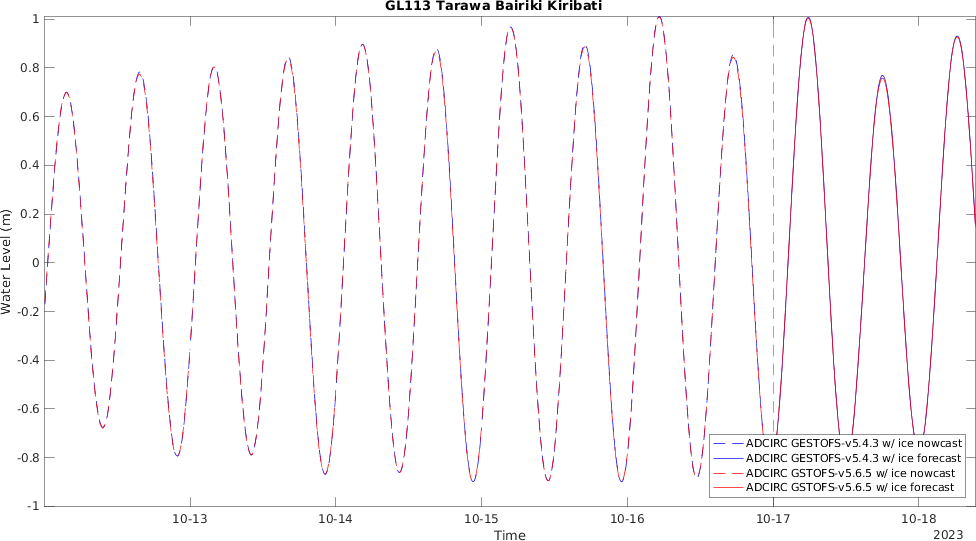 GL113 Tarawa Bairiki Kiribati
1
0.8
0.6
0.4
0.2
0
-0.2
-0.4
-0.6
-0.8
-1
Water Level (m)
ADCIRC GESTOFS-v5.4.3 w/ ice nowcast
ADCIRC GESTOFS-v5.4.3 w/ ice forecast
ADCIRC GSTOFS-v5.6.5 w/ ice nowcast
ADCIRC GSTOFS-v5.6.5 w/ ice forecast
10-13 10-14 10-15 10-16 10-17 10-18
Time
2023